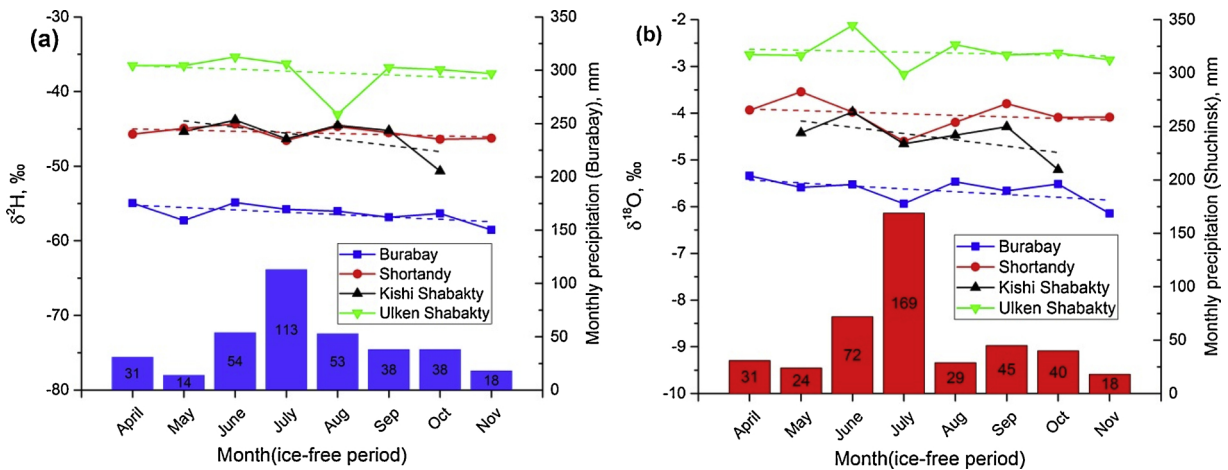 (a)
-30
-40
-50
-60
-70
-80
δ²H, ‰
350
300
250
200
150
100
50
0
Monthly precipitation (Burabay), mm
Burabay
Shortandy
Kishi Shabakty
Ulken Shabakty
31
14
54
113
53
38
38
18
April
May
June
July
Aug
Sep
Oct
Nov
Month(ice-free period)
(b)
-2
-3
-4
-5
-6
-7
-8
-9
-10
δ¹⁸O, ‰
350
300
250
200
150
100
50
0
Monthly precipitation (Shuchinsk), mm
Burabay
Shortandy
Kishi Shabakty
Ulken Shabakty
31
24
72
169
29
45
40
18
April
May
June
July
Aug
Sep
Oct
Nov
Month(ice-free period)